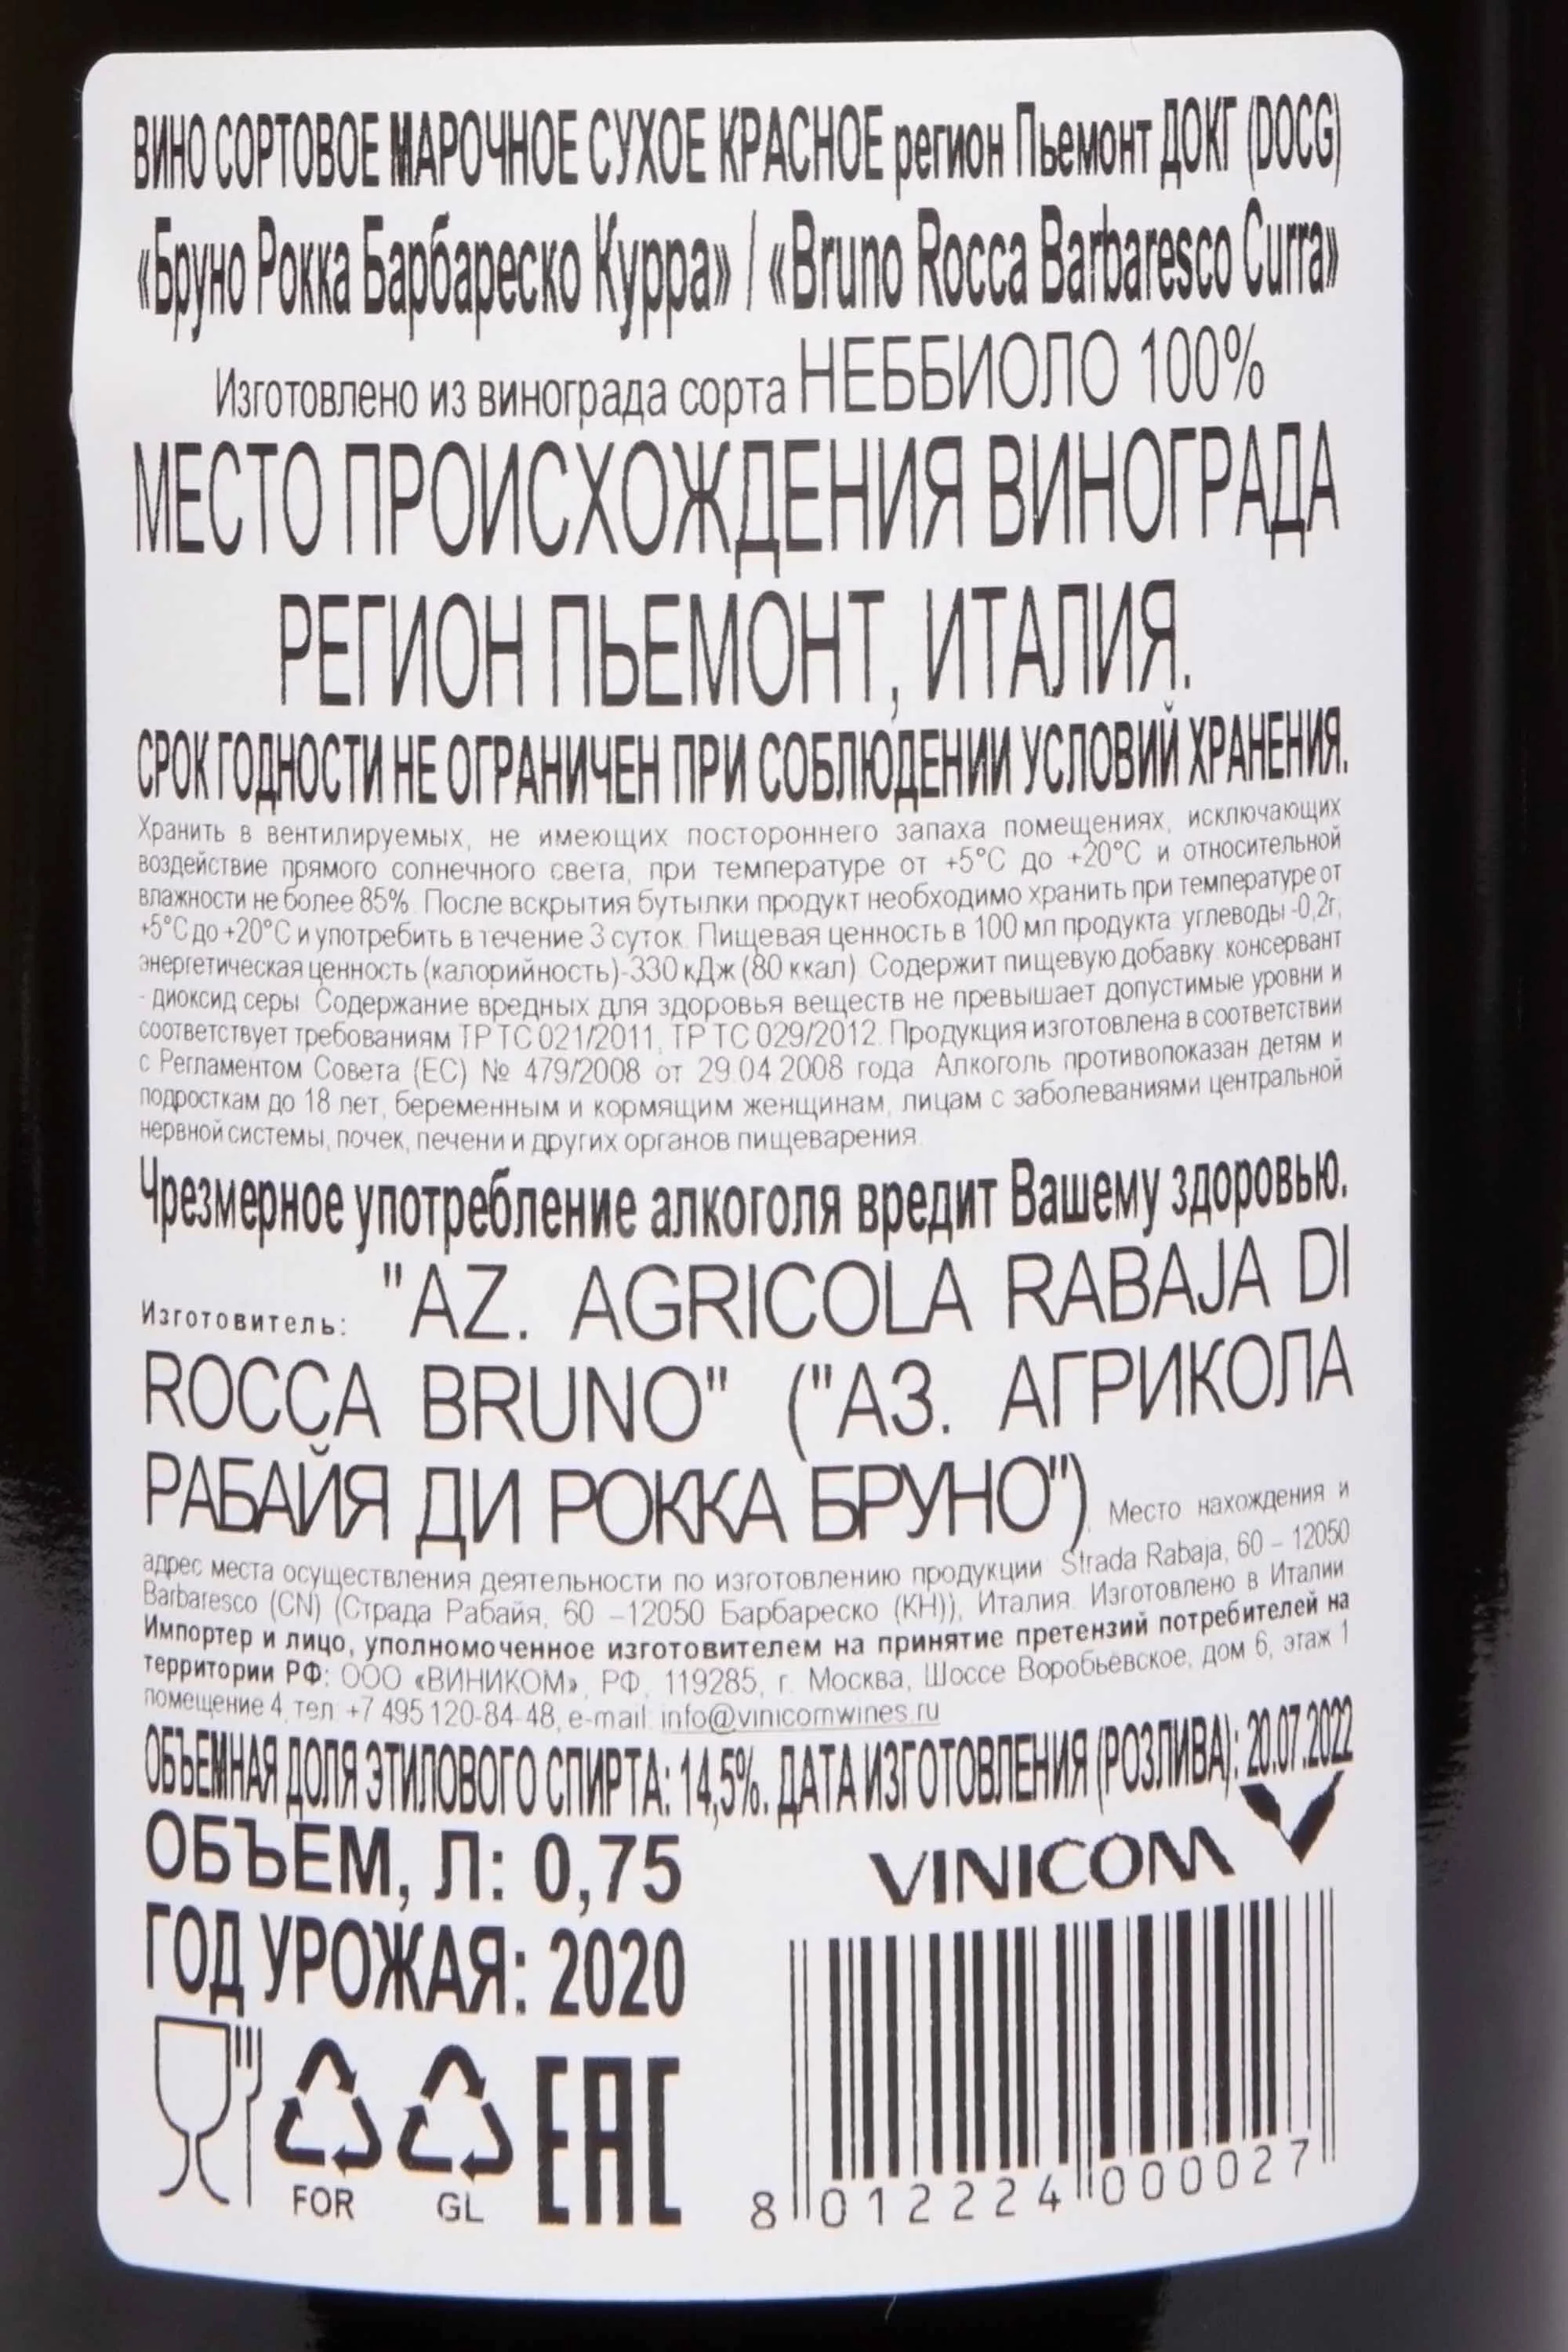 ВИНО СОРТОВОЕ МАРОЧНОЕ СУХОЕ КРАСНОЕ регион Пьемонт ДОКГ (DOCG)
«Бруно Рокка Барбареско Курра» / «Bruno Rocca Barbaresco Curra»
Изготовлено из винограда сорта НЕББИОЛО 100%
МЕСТО ПРОИСХОЖДЕНИЯ ВИНОГРАДА
РЕГИОН ПЬЕМОНТ, ИТАЛИЯ.
СРОК ГОДНОСТИ НЕ ОГРАНИЧЕН ПРИ СОБЛЮДЕНИИ УСЛОВИЙ ХРАНЕНИЯ.
Хранить в вентилируемых, не имеющих постороннего запаха помещениях, исключающих
воздействие прямого солнечного света, при температуре от +5°C до +20°C и относительной
влажности не более 85%. После вскрытия бутылки продукт необходимо хранить при температуре от
+5°C до +20°C и употребить в течение 3 суток. Пищевая ценность в 100 мл продукта: углеводы -0,2г,
энергетическая ценность (калорийность)-330 кДж (80 ккал). Содержит пищевую добавку: консервант
- диоксид серы. Содержание вредных для здоровья веществ не превышает допустимые уровни и
соответствует требованиям ТР ТС 021/2011, ТР ТС 029/2012. Продукция изготовлена в соответствии
с Регламентом Совета (ЕС) № 479/2008 от 29.04.2008 года. Алкоголь противопоказан детям и
подросткам до 18 лет, беременным и кормящим женщинам, лицам с заболеваниями центральной
нервной системы, почек, печени и других органов пищеварения.
Чрезмерное употребление алкоголя вредит Вашему здоровью.
Изготовитель: "AZ. AGRICOLA RABAJA DI
ROCCA BRUNO" ("АЗ. АГРИКОЛА
РАБАЙЯ ДИ РОККА БРУНО"). Место нахождения и
адрес места осуществления деятельности по изготовлению продукции: Strada Rabaja, 60 – 12050
Barbaresco (CN) (Страда Рабайя, 60 –12050 Барбареско (КН)), Италия. Изготовлено в Италии.
Импортер и лицо, уполномоченное изготовителем на принятие претензий потребителей на
территории РФ: ООО «ВИНИКОМ», РФ, 119285, г. Москва, Шоссе Воробьевское, дом 6, этаж 1
помещение 4, тел. +7 495 120-84-48, e-mail: info@vinicomwines.ru
ОБЪЕМНАЯ ДОЛЯ ЭТИЛОВОГО СПИРТА: 14,5%. ДАТА ИЗГОТОВЛЕНИЯ (РОЗЛИВА): 20.07.2022
ОБЪЕМ, Л: 0,75
VINICOM
ГОД УРОЖАЯ: 2020
FOR
GL
EAC
8 012224 000027